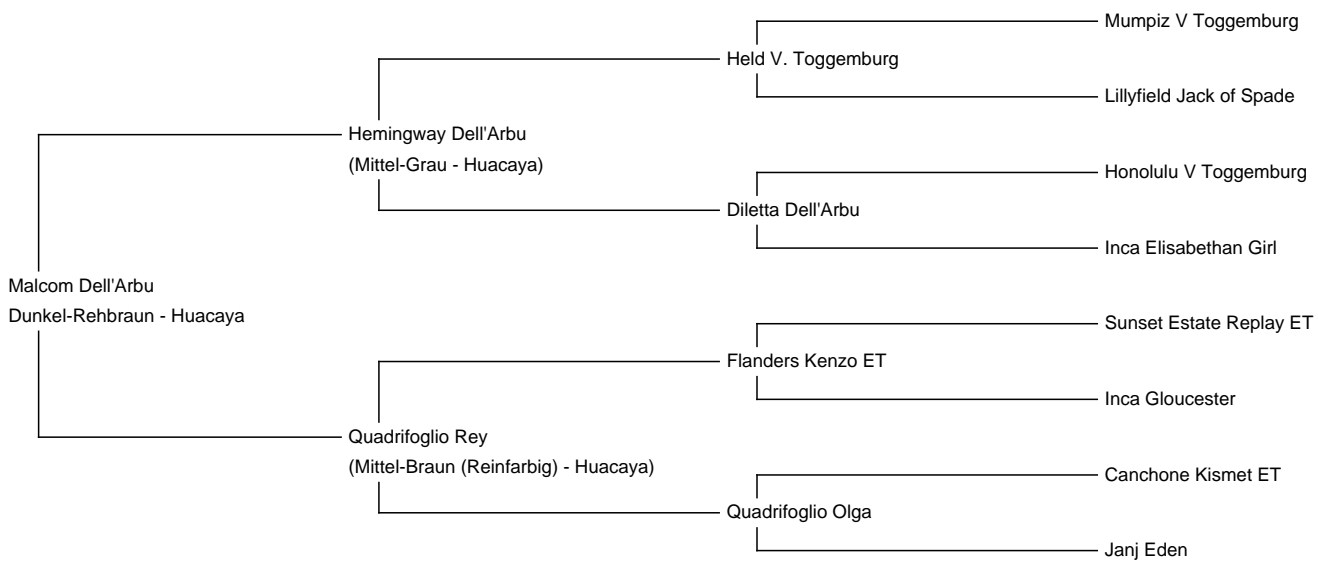 Mumpiz V Toggemburg
Held V. Toggemburg
Lillyfield Jack of Spade
Hemingway Dell'Arbu
(Mittel-Grau - Huacaya)
Honolulu V Toggemburg
Diletta Dell'Arbu
Inca Elisabethan Girl
Malcom Dell'Arbu
Dunkel-Rehbraun - Huacaya
Sunset Estate Replay ET
Flanders Kenzo ET
Inca Gloucester
Quadrifoglio Rey
(Mittel-Braun (Reinfarbig) - Huacaya)
Canchone Kismet ET
Quadrifoglio Olga
Janj Eden